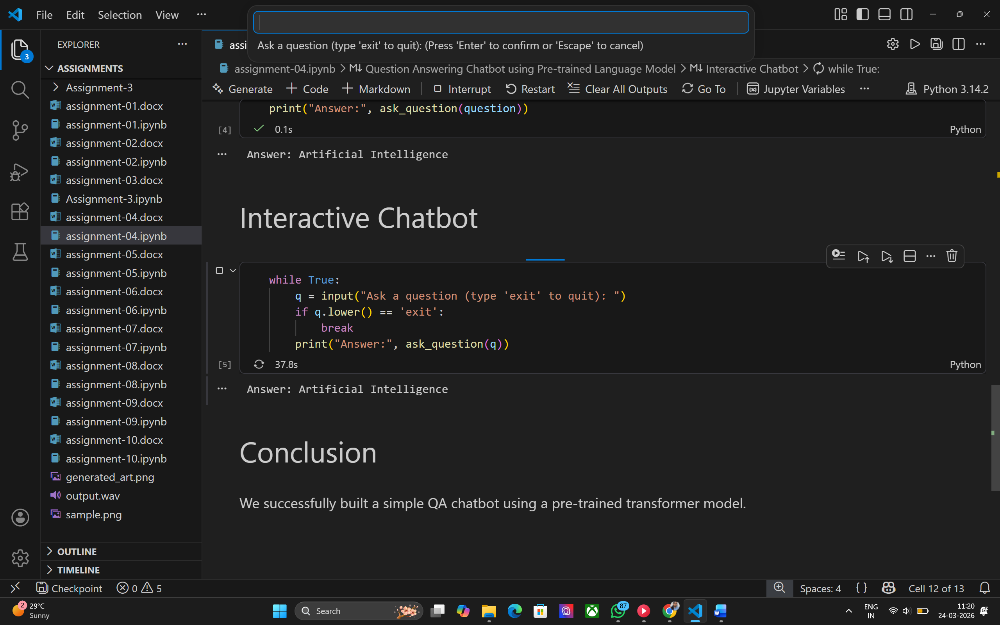 File Edit Selection View ···
Ask a question (type 'exit' to quit): (Press 'Enter' to confirm or 'Escape' to cancel)
EXPLORER ···
3
ASSIGNMENTS
Assignment-3
assignment-01.docx
assignment-01.ipynb
assignment-02.docx
assignment-02.ipynb
assignment-03.docx
Assignment-3.ipynb
assignment-04.docx
assignment-04.ipynb
assignment-05.docx
assignment-05.ipynb
assignment-06.docx
assignment-06.ipynb
assignment-07.docx
assignment-07.ipynb
assignment-08.docx
assignment-08.ipynb
assignment-09.docx
assignment-09.ipynb
assignment-10.docx
assignment-10.ipynb
generated_art.png
output.wav
sample.png
OUTLINE
TIMELINE
assi
assignment-04.ipynb > M↓ Question Answering Chatbot using Pre-trained Language Model > M↓ Interactive Chatbot > while True:
Generate + Code + Markdown | Interrupt Restart Clear All Outputs Go To | Jupyter Variables ··· Python 3.14.2
print("Answer:", ask_question(question))
[4] 0.1s Python
··· Answer: Artificial Intelligence
Interactive Chatbot
while True:
q = input("Ask a question (type 'exit' to quit): ")
if q.lower() == 'exit':
break
print("Answer:", ask_question(q))
[5] 37.8s Python
··· Answer: Artificial Intelligence
Conclusion
We successfully built a simple QA chatbot using a pre-trained transformer model.
Checkpoint 0 5 Spaces: 4 { } Cell 12 of 13
2 29°C
Sunny
Search
87
ENG
IN
11:20
24-03-2026